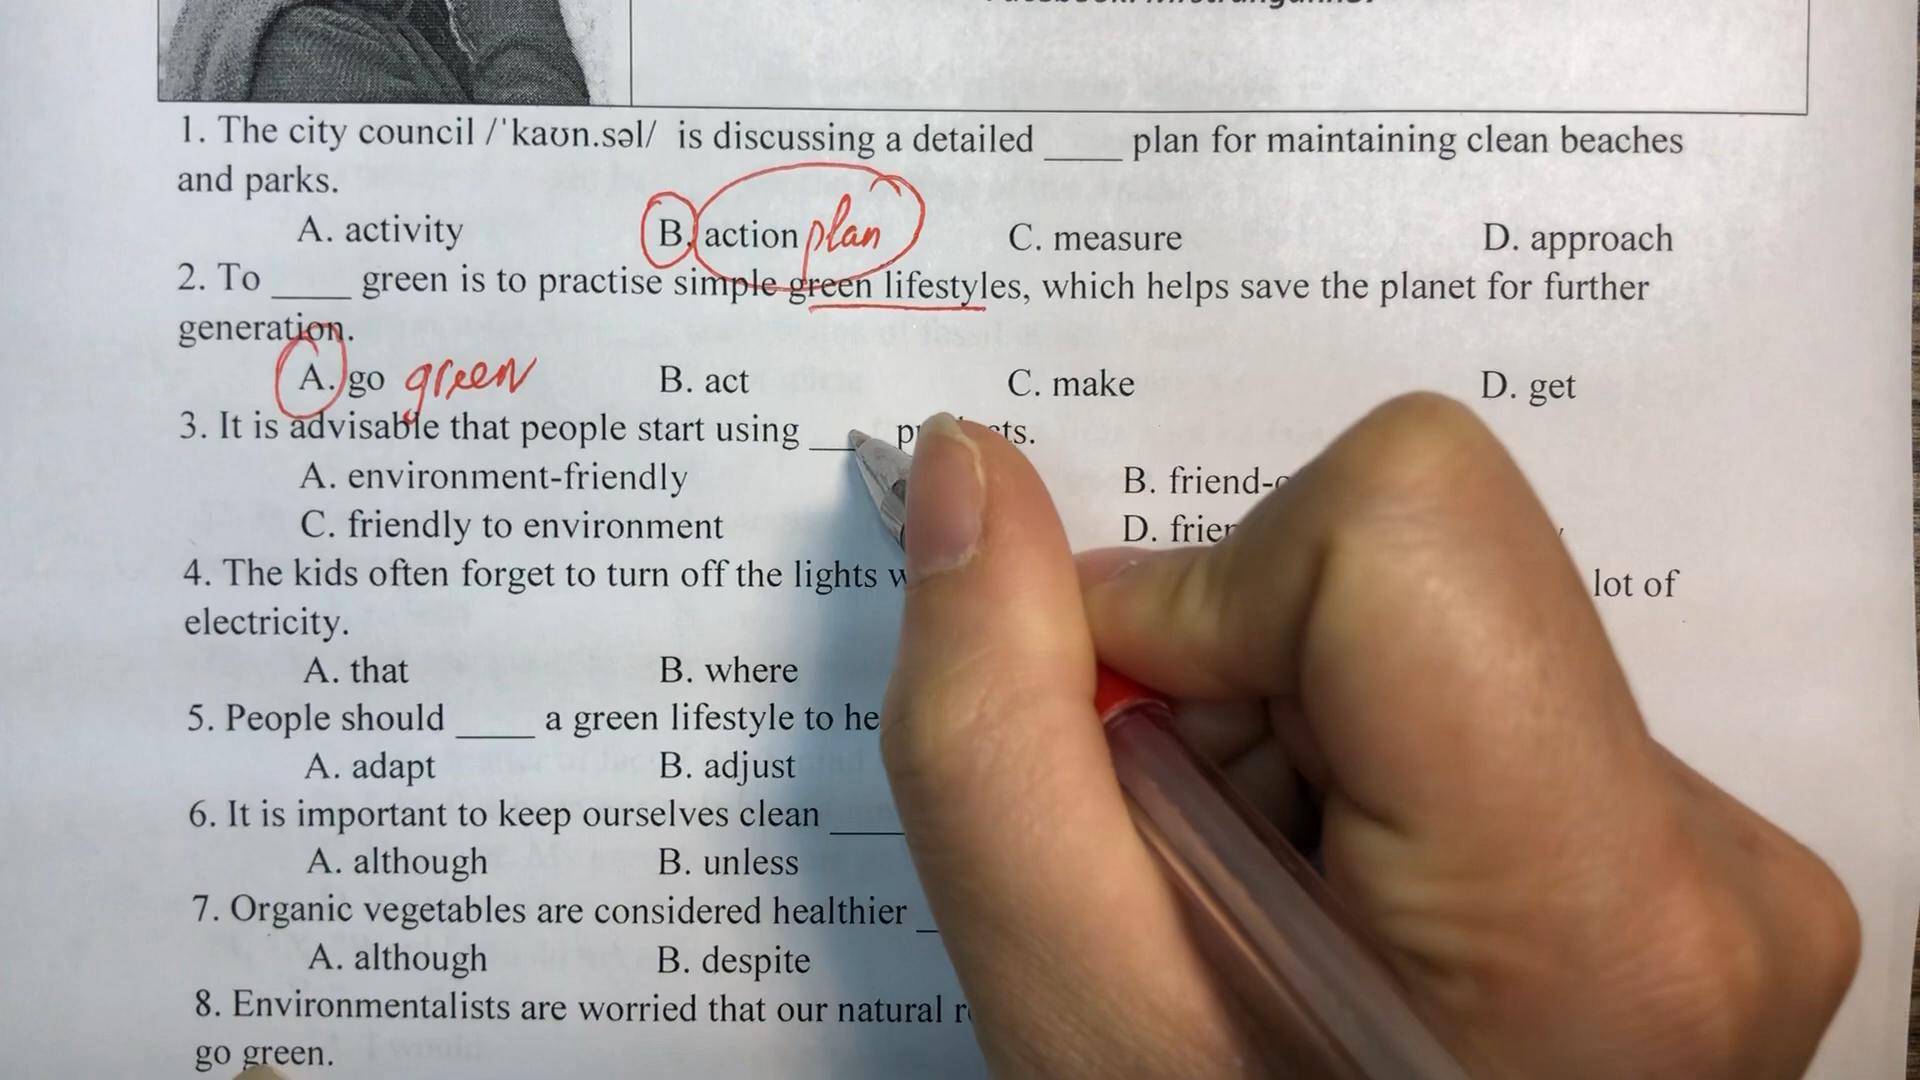 1. The city council /ˈkaʊn.səl/ is discussing a detailed ____ plan for maintaining clean beaches
and parks.
A. activity B. action plan C. measure D. approach
2. To ____ green is to practise simple green lifestyles, which helps save the planet for further
generation.
A. go green B. act C. make D. get
3. It is advisable that people start using ____
A. environment-friendly
C. friendly to environment
4. The kids often forget to turn off the lights lot of
electricity.
A. that B. where
5. People should ____ a green lifestyle to
A. adapt B. adjust
6. It is important to keep ourselves clean ____
A. although B. unless
7. Organic vegetables are considered healthier
A. although B. despite
8. Environmentalists are worried that our natural
go green.